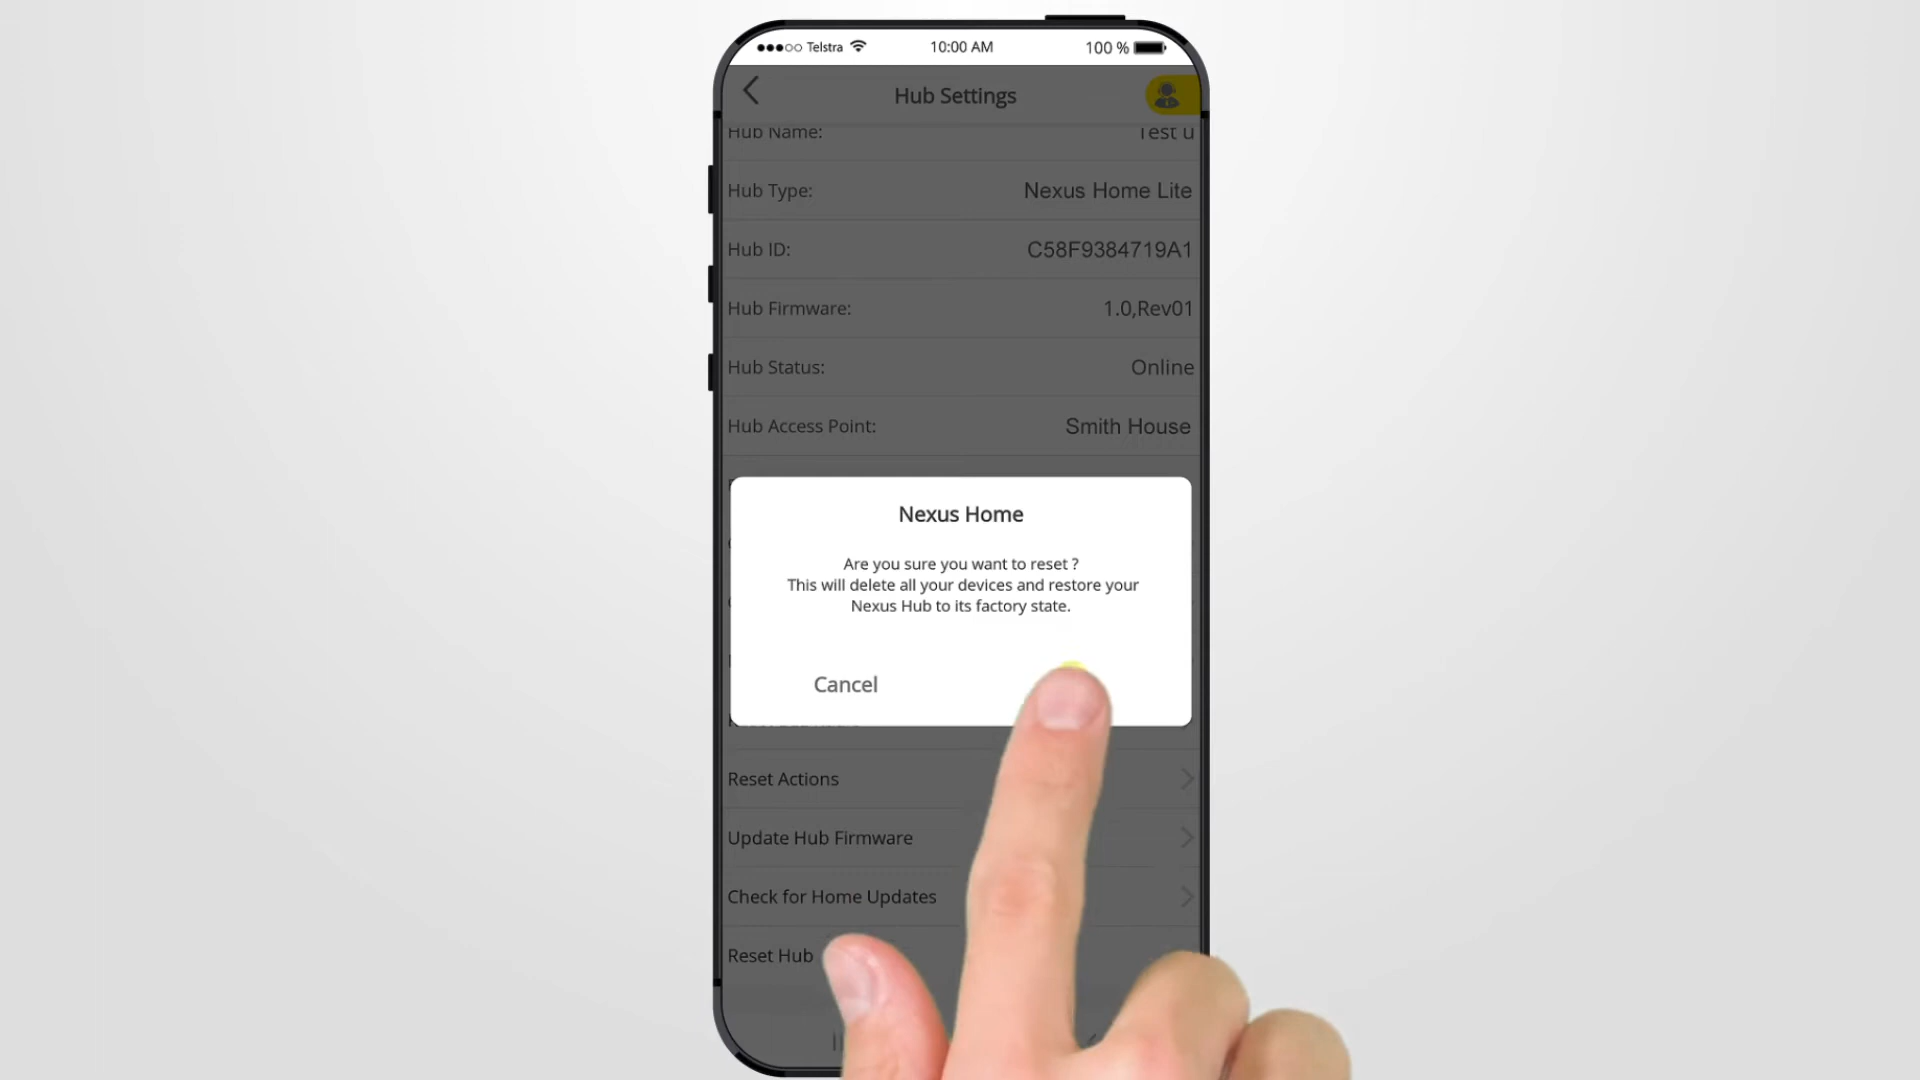 Telstra 10:00 AM 100 %
Hub Settings
Hub Name: Test u
Hub Type: Nexus Home Lite
Hub ID: C58F9384719A1
Hub Firmware: 1.0,Rev01
Hub Status: Online
Hub Access Point: Smith House
Nexus Home
Are you sure you want to reset ?
This will delete all your devices and restore your
Nexus Hub to its factory state.
Cancel
Reset Actions
Update Hub Firmware
Check for Home Updates
Reset Hub